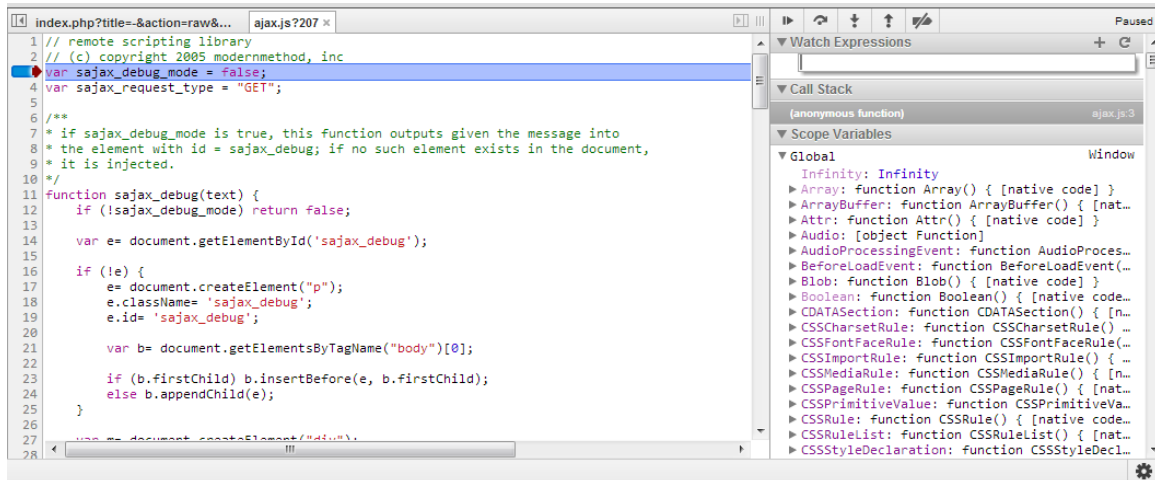 index.php?title=-&action=raw&...
ajax.js?207 ×
1 // remote scripting library
2 // (c) copyright 2005 modernmethod, inc
var sajax_debug_mode = false;
4 var sajax_request_type = "GET";
5
6 /**
7 * if sajax_debug_mode is true, this function outputs given the message into
8 * the element with id = sajax_debug; if no such element exists in the document,
9 * it is injected.
10 */
11 function sajax_debug(text) {
12 if (!sajax_debug_mode) return false;
13
14 var e= document.getElementById('sajax_debug');
15
16 if (!e) {
17 e= document.createElement("p");
18 e.className= 'sajax_debug';
19 e.id= 'sajax_debug';
20
21 var b= document.getElementsByTagName("body")[0];
22
23 if (b.firstChild) b.insertBefore(e, b.firstChild);
24 else b.appendChild(e);
25 }
26
27 var m= document.createElement("div");
28
Paused
Watch Expressions
Call Stack
(anonymous function) ajax.js:3
Scope Variables
Global Window
Infinity: Infinity
Array: function Array() { [native code] }
ArrayBuffer: function ArrayBuffer() { [nat…
Attr: function Attr() { [native code] }
Audio: [object Function]
AudioProcessingEvent: function AudioProces…
BeforeLoadEvent: function BeforeLoadEvent(…
Blob: function Blob() { [native code] }
Boolean: function Boolean() { [native code…
CDATASection: function CDATASection() { [n…
CSSCharsetRule: function CSSCharsetRule() …
CSSFontFaceRule: function CSSFontFaceRule(…
CSSImportRule: function CSSImportRule() { …
CSSMediaRule: function CSSMediaRule() { [n…
CSSPageRule: function CSSPageRule() { [nat…
CSSPrimitiveValue: function CSSPrimitiveVa…
CSSRule: function CSSRule() { [native code…
CSSRuleList: function CSSRuleList() { [nat…
CSSStyleDeclaration: function CSSStyleDecl…